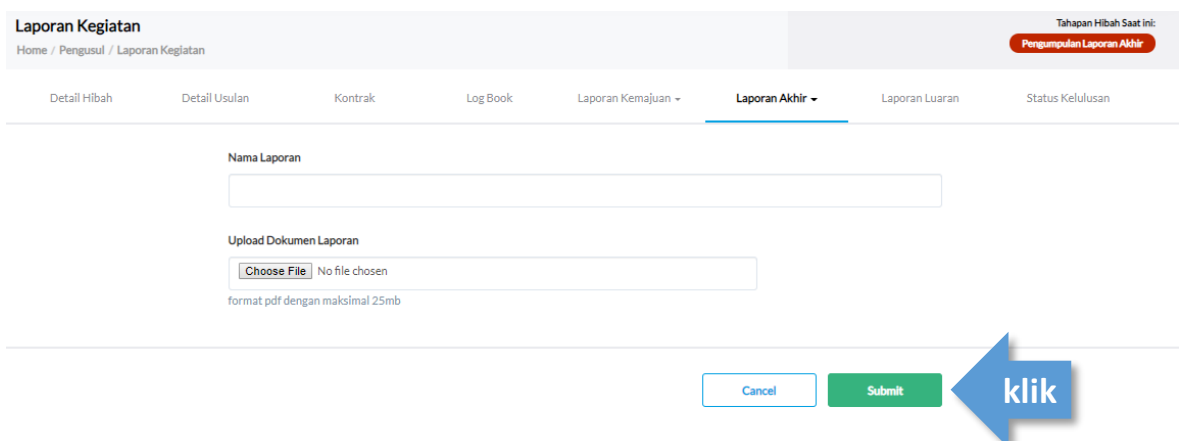 Laporan Kegiatan
Home / Pengusul / Laporan Kegiatan
Tahapan Hibah Saat ini:
Pengumpulan Laporan Akhir
Detail Hibah
Detail Usulan
Kontrak
Log Book
Laporan Kemajuan
Laporan Akhir
Laporan Luaran
Status Kelulusan
Nama Laporan
Upload Dokumen Laporan
Choose File No file chosen
format pdf dengan maksimal 25mb
Cancel
Submit
klik